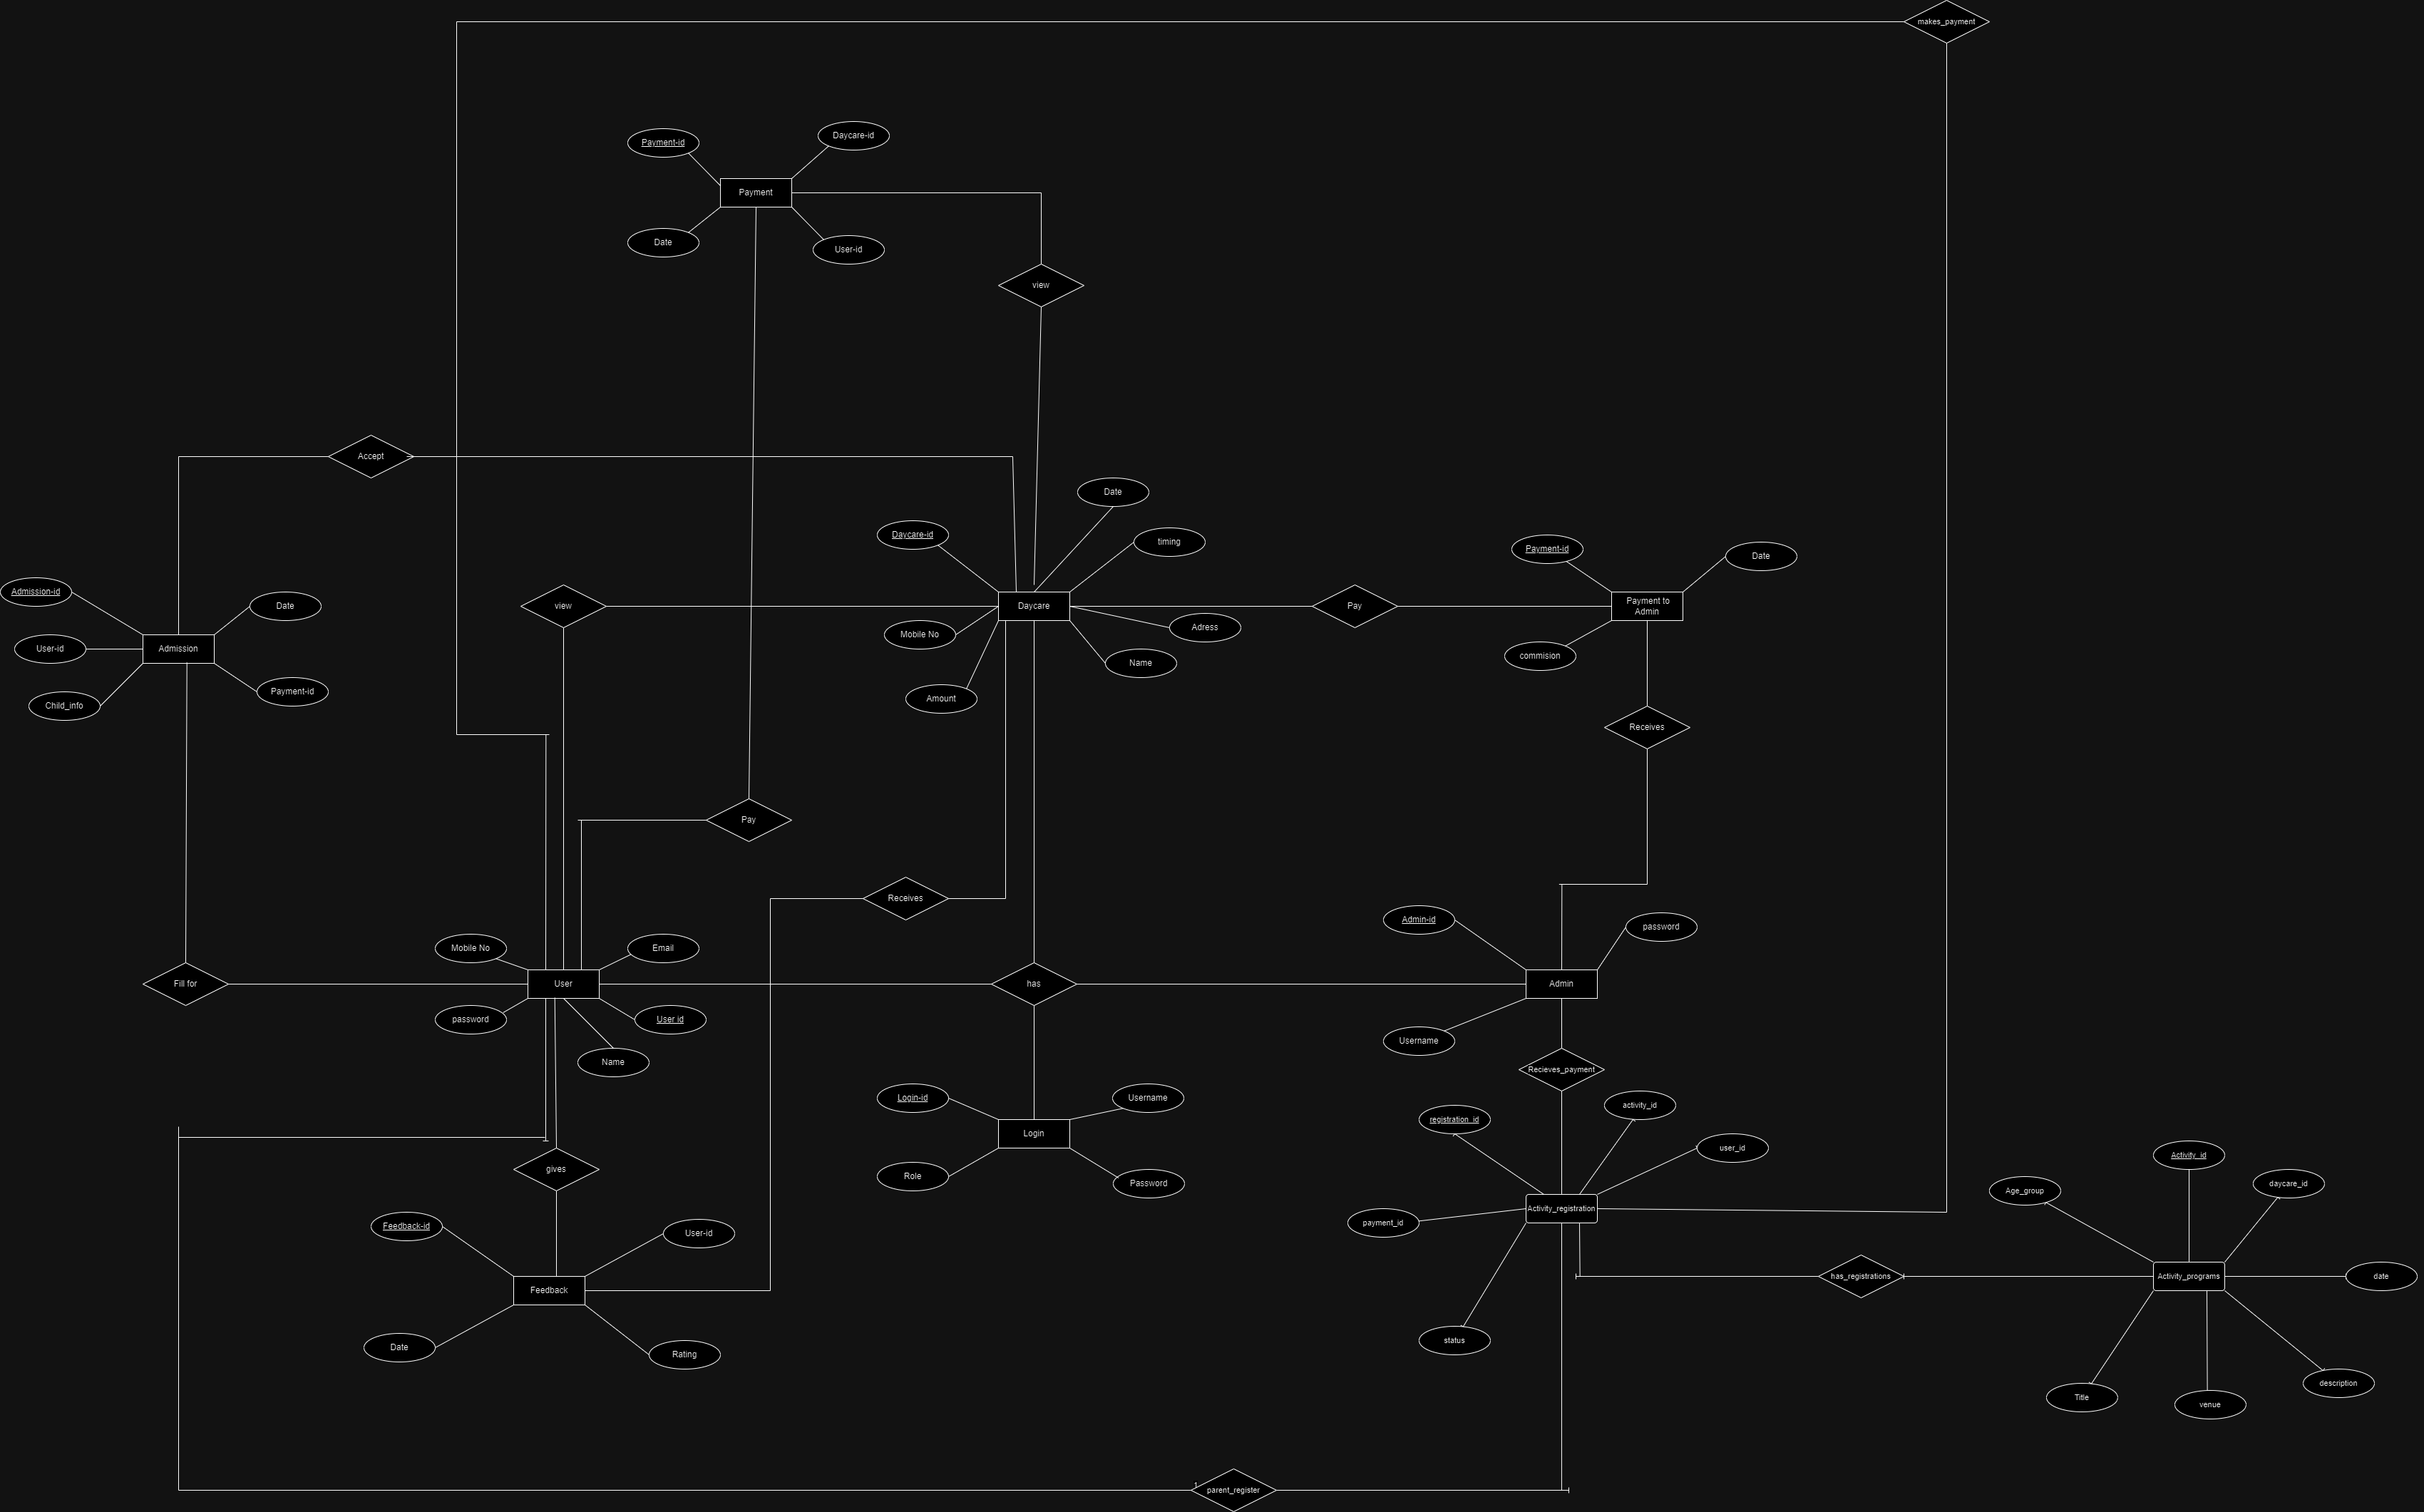 makes_payment
Payment-id
Daycare-id
Payment
Date
User-id
view
Accept
Date
Daycare-id
timing
Payment-id
Date
Admission-id
Date
view
Daycare
Pay
Payment to
Admin
Mobile No
Adress
User-id
Admission
Name
commision
Payment-id
Child_info
Amount
Receives
Pay
Receives
Admin-id
password
Mobile No
Email
Fill for
User
has
Admin
password
User id
Username
Name
Recieves_payment
Login-id
Username
activity_id
registration_id
Login
user_id
Activity_id
gives
Role
Password
daycare_id
Age_group
Activity_registration
payment_id
Feedback-id
User-id
has_registrations
Activity_programs
date
Feedback
status
Date
Rating
description
Title
venue
1
parent_register